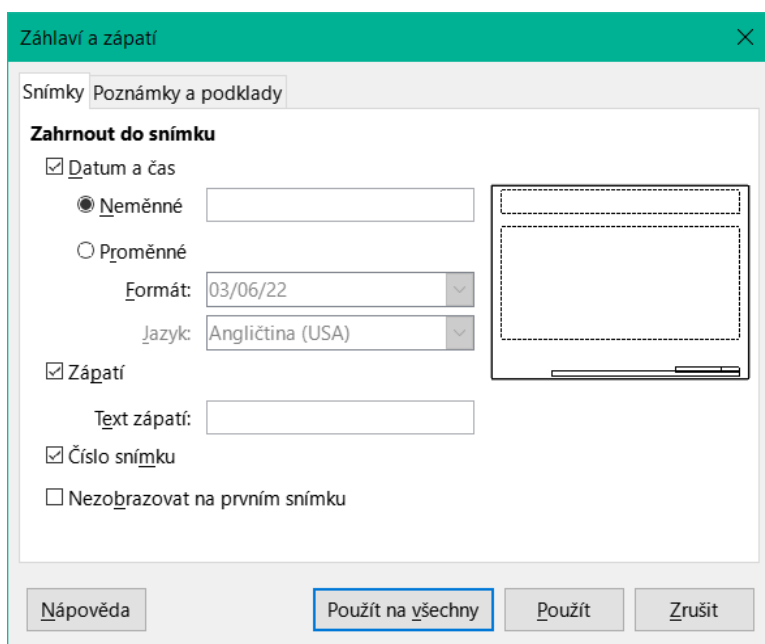 Záhlaví a zápatí
Snímky Poznámky a podklady
Zahrnout do snímku
Datum a čas
Neměnné
Proměnné
Formát: 03/06/22
Jazyk: Angličtina (USA)
Zápatí
Text zápatí:
Číslo snímku
Nezobrazovat na prvním snímku
Nápověda Použít na všechny Použít Zrušit